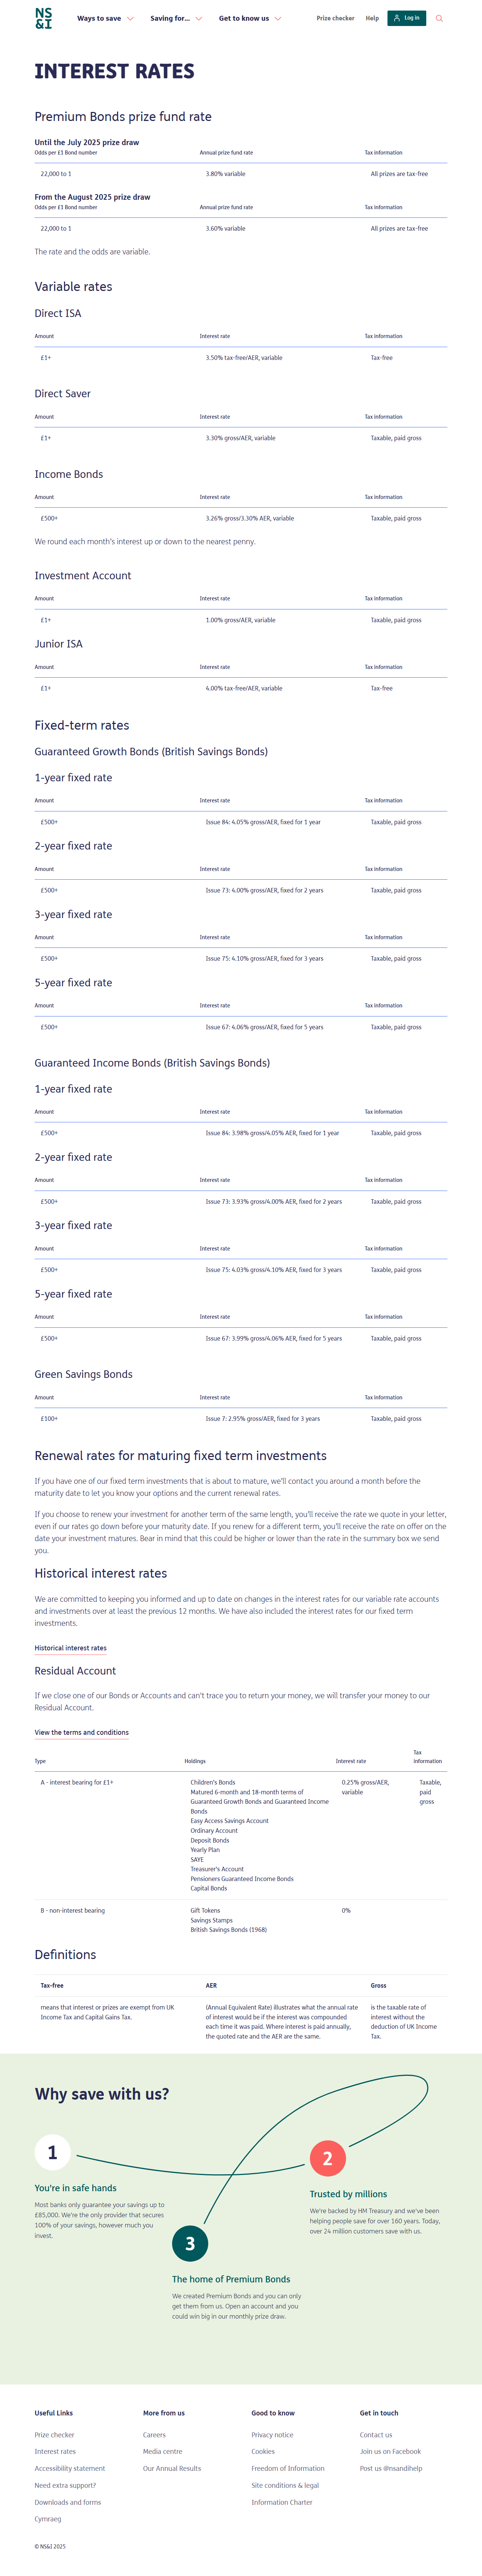 NS&I
Ways to save Saving for... Get to know us Prize checker Help Log in
INTEREST RATES
Premium Bonds prize fund rate
Until the July 2025 prize draw
Odds per £1 Bond number Annual prize fund rate Tax information
22,000 to 1 3.80% variable All prizes are tax-free
From the August 2025 prize draw
Odds per £1 Bond number Annual prize fund rate Tax information
22,000 to 1 3.60% variable All prizes are tax-free
The rate and the odds are variable.
Variable rates
Direct ISA
Amount Interest rate Tax information
£1+ 3.50% tax-free/AER, variable Tax-free
Direct Saver
Amount Interest rate Tax information
£1+ 3.30% gross/AER, variable Taxable, paid gross
Income Bonds
Amount Interest rate Tax information
£500+ 3.26% gross/3.30% AER, variable Taxable, paid gross
We round each month's interest up or down to the nearest penny.
Investment Account
Amount Interest rate Tax information
£1+ 1.00% gross/AER, variable Taxable, paid gross
Junior ISA
Amount Interest rate Tax information
£1+ 4.00% tax-free/AER, variable Tax-free
Fixed-term rates
Guaranteed Growth Bonds (British Savings Bonds)
1-year fixed rate
Amount Interest rate Tax information
£500+ Issue 84: 4.05% gross/AER, fixed for 1 year Taxable, paid gross
2-year fixed rate
Amount Interest rate Tax information
£500+ Issue 73: 4.00% gross/AER, fixed for 2 years Taxable, paid gross
3-year fixed rate
Amount Interest rate Tax information
£500+ Issue 75: 4.10% gross/AER, fixed for 3 years Taxable, paid gross
5-year fixed rate
Amount Interest rate Tax information
£500+ Issue 67: 4.06% gross/AER, fixed for 5 years Taxable, paid gross
Guaranteed Income Bonds (British Savings Bonds)
1-year fixed rate
Amount Interest rate Tax information
£500+ Issue 84: 3.98% gross/4.05% AER, fixed for 1 year Taxable, paid gross
2-year fixed rate
Amount Interest rate Tax information
£500+ Issue 73: 3.93% gross/4.00% AER, fixed for 2 years Taxable, paid gross
3-year fixed rate
Amount Interest rate Tax information
£500+ Issue 75: 4.03% gross/4.10% AER, fixed for 3 years Taxable, paid gross
5-year fixed rate
Amount Interest rate Tax information
£500+ Issue 67: 3.99% gross/4.06% AER, fixed for 5 years Taxable, paid gross
Green Savings Bonds
Amount Interest rate Tax information
£100+ Issue 7: 2.95% gross/AER, fixed for 3 years Taxable, paid gross
Renewal rates for maturing fixed term investments
If you have one of our fixed term investments that is about to mature, we'll contact you around a month before the
maturity date to let you know your options and the current renewal rates.
If you choose to renew your investment for another term of the same length, you'll receive the rate we quote in your letter,
even if our rates go down before your maturity date. If you renew for a different term, you'll receive the rate on offer on the
date your investment matures. Bear in mind that this could be higher or lower than the rate in the summary box we send
you.
Historical interest rates
We are committed to keeping you informed and up to date on changes in the interest rates for our variable rate accounts
and investments over at least the previous 12 months. We have also included the interest rates for our fixed term
investments.
Historical interest rates
Residual Account
If we close one of our Bonds or Accounts and can't trace you to return your money, we will transfer your money to our
Residual Account.
View the terms and conditions
Type Holdings Interest rate Tax
information
A - interest bearing for £1+ Children's Bonds 0.25% gross/AER, Taxable,
Matured 6-month and 18-month terms of variable paid
Guaranteed Growth Bonds and Guaranteed Income gross
Bonds
Easy Access Savings Account
Ordinary Account
Deposit Bonds
Yearly Plan
SAYE
Treasurer's Account
Pensioners Guaranteed Income Bonds
Capital Bonds
B - non-interest bearing Gift Tokens 0%
Savings Stamps
British Savings Bonds (1968)
Definitions
Tax-free AER Gross
means that interest or prizes are exempt from UK (Annual Equivalent Rate) illustrates what the annual rate is the taxable rate of
Income Tax and Capital Gains Tax. of interest would be if the interest was compounded interest without the
each time it was paid. Where interest is paid annually, deduction of UK Income
the quoted rate and the AER are the same. Tax.
Why save with us?
1
You're in safe hands
Most banks only guarantee your savings up to
£85,000. We're the only provider that secures
100% of your savings, however much you
invest.
2
Trusted by millions
We're backed by HM Treasury and we've been
helping people save for over 160 years. Today,
over 24 million customers save with us.
3
The home of Premium Bonds
We created Premium Bonds and you can only
get them from us. Open an account and you
could win big in our monthly prize draw.
Useful Links More from us Good to know Get in touch
Prize checker Careers Privacy notice Contact us
Interest rates Media centre Cookies Join us on Facebook
Accessibility statement Our Annual Results Freedom of Information Post us @nsandihelp
Need extra support? Site conditions & legal
Downloads and forms Information Charter
Cymraeg
© NS&I 2025